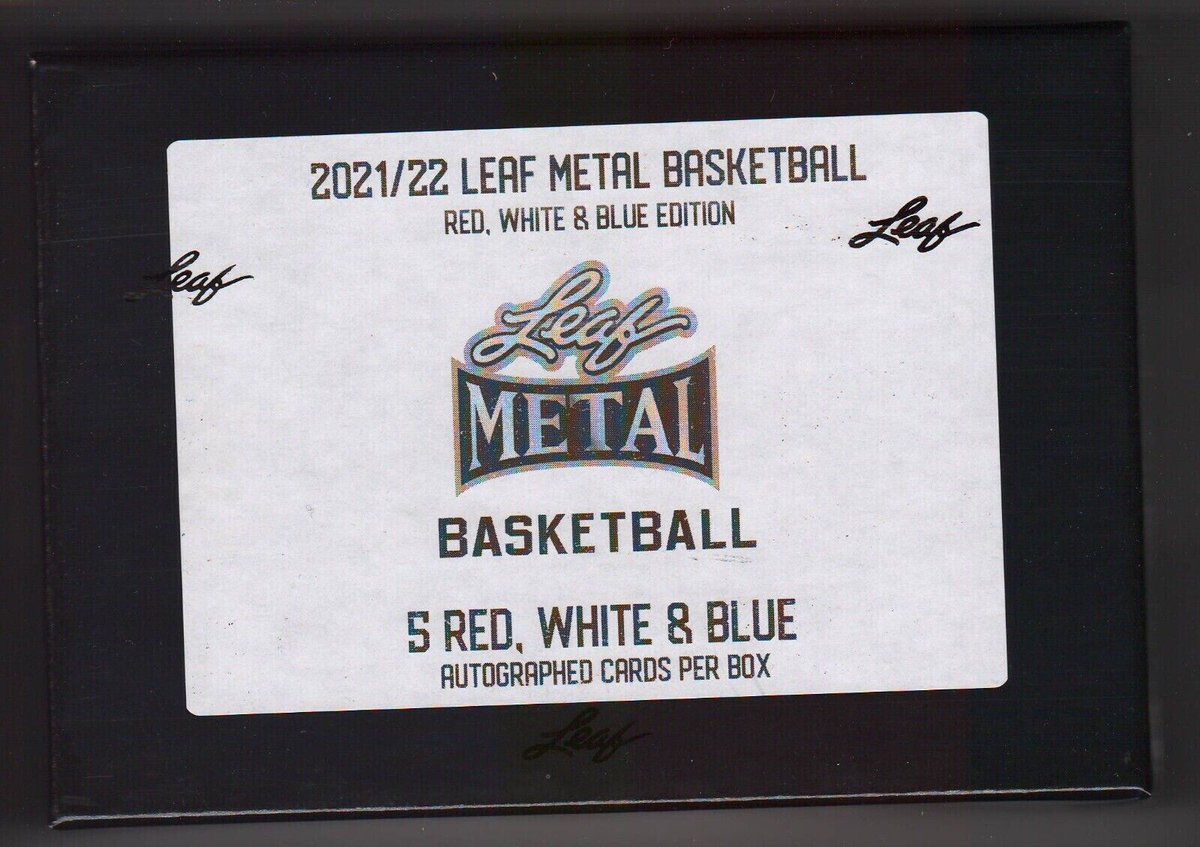 2021/22 LEAF METAL BASKETBALL
RED, WHITE & BLUE EDITION
Leaf
Leaf
Leaf
METAL
BASKETBALL
5 RED, WHITE & BLUE
AUTOGRAPHED CARDS PER BOX
Leaf